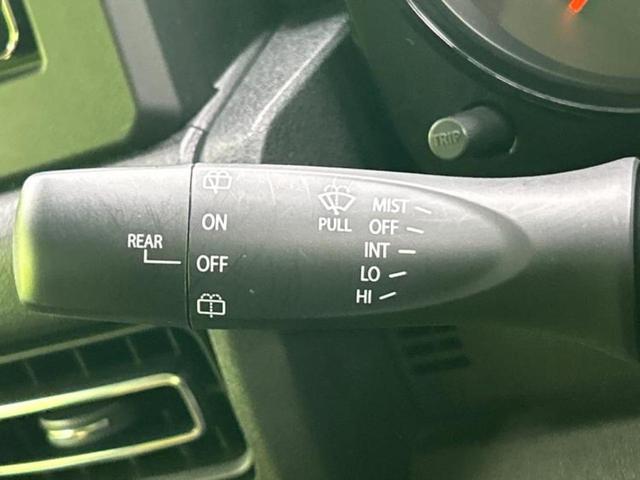 TRIP
ON
REAR
OFF
PULL
MIST
OFF
INT
LO
HI